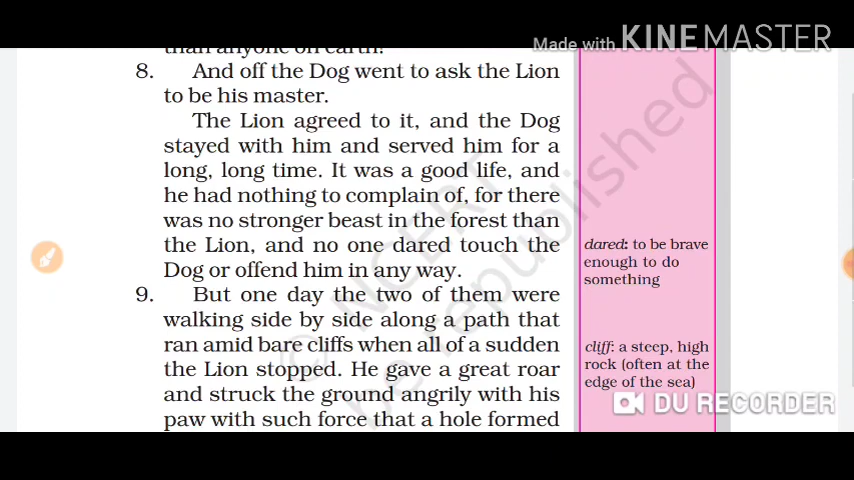 Made with KINEMASTER
than anyone on earth!
8. And off the Dog went to ask the Lion
to be his master.
The Lion agreed to it, and the Dog
stayed with him and served him for a
long, long time. It was a good life, and
he had nothing to complain of, for there
was no stronger beast in the forest than
the Lion, and no one dared touch the
Dog or offend him in any way.
dared: to be brave
enough to do
something
9. But one day the two of them were
walking side by side along a path that
ran amid bare cliffs when all of a sudden
the Lion stopped. He gave a great roar
and struck the ground angrily with his
paw with such force that a hole formed
cliff: a steep, high
rock (often at the
edge of the sea)
© NCERT
be republished
DU RECORDER